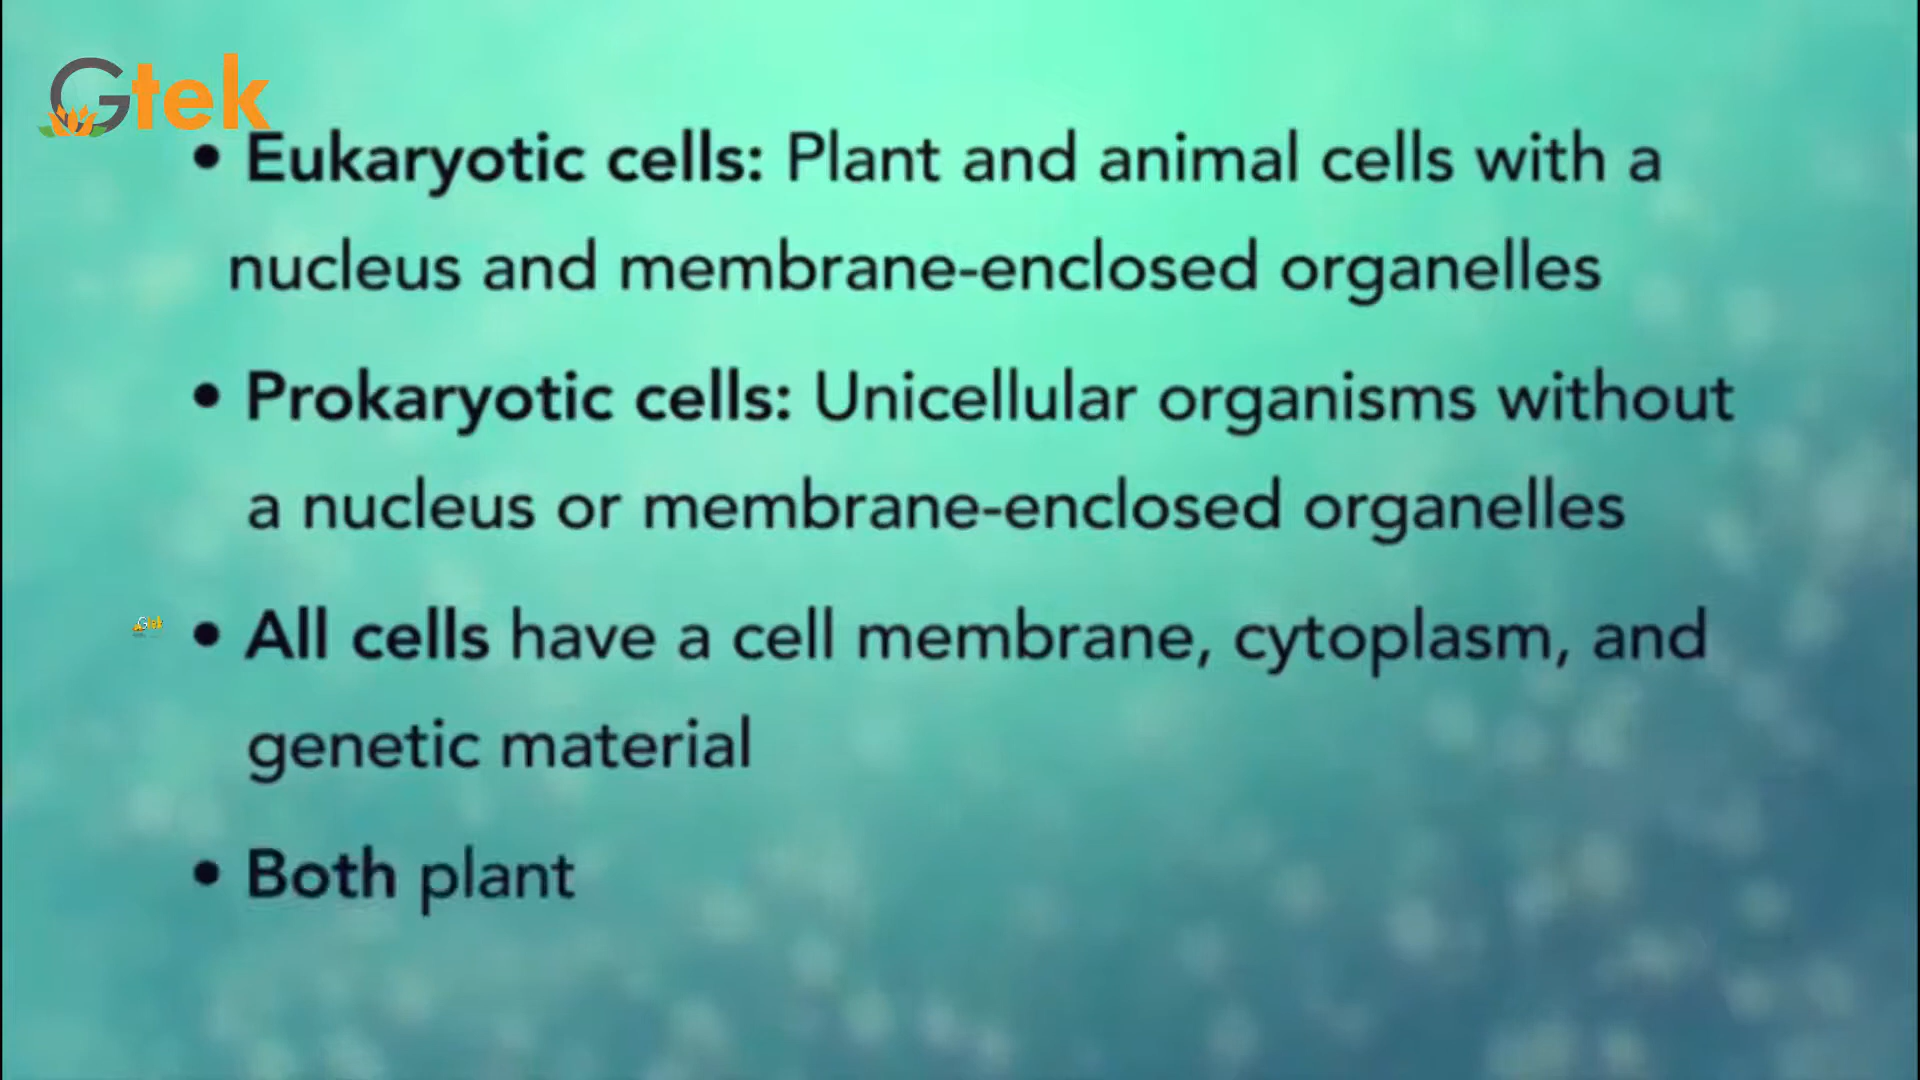 Gtek
• Eukaryotic cells: Plant and animal cells with a
nucleus and membrane-enclosed organelles
• Prokaryotic cells: Unicellular organisms without
a nucleus or membrane-enclosed organelles
Gtek
• All cells have a cell membrane, cytoplasm, and
genetic material
• Both plant